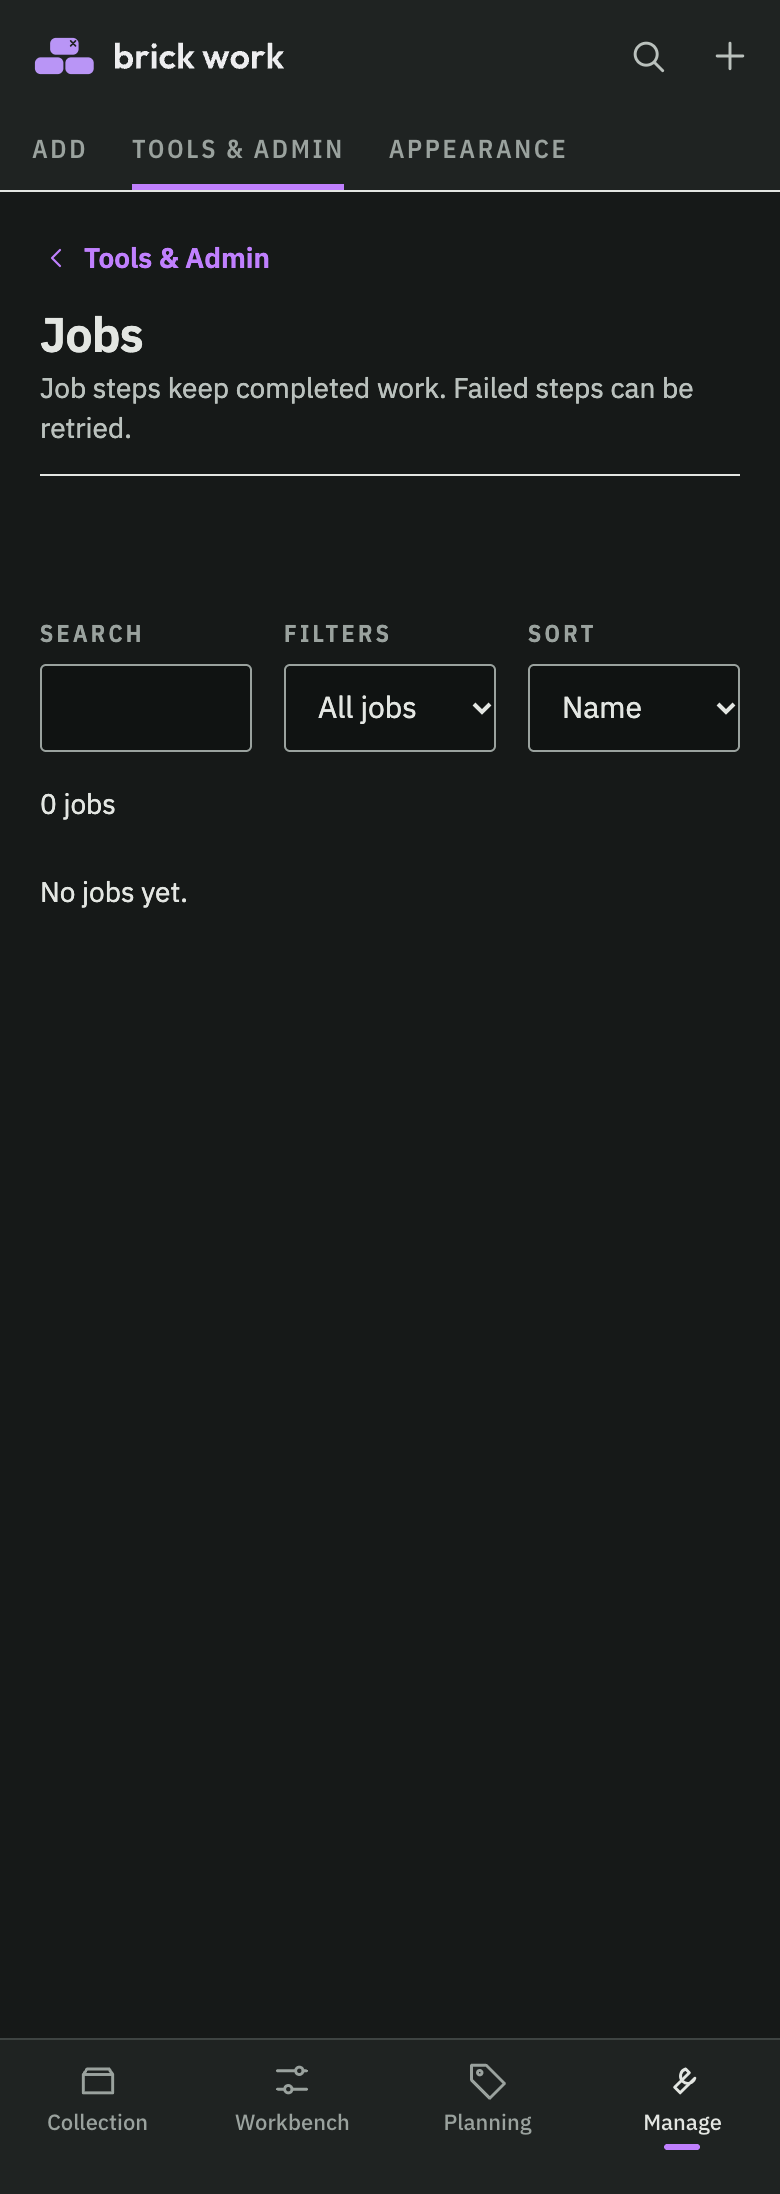 brick work
ADD TOOLS & ADMIN APPEARANCE
Tools & Admin
Jobs
Job steps keep completed work. Failed steps can be
retried.
SEARCH FILTERS SORT
All jobs Name
0 jobs
No jobs yet.
Collection Workbench Planning Manage